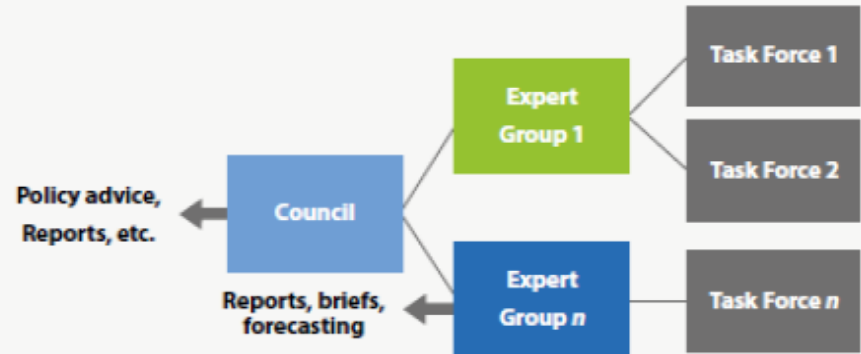 Policy advice,
Reports, etc.
Council
Expert
Group 1
Task Force 1
Task Force 2
Reports, briefs,
forecasting
Expert
Group n
Task Force n